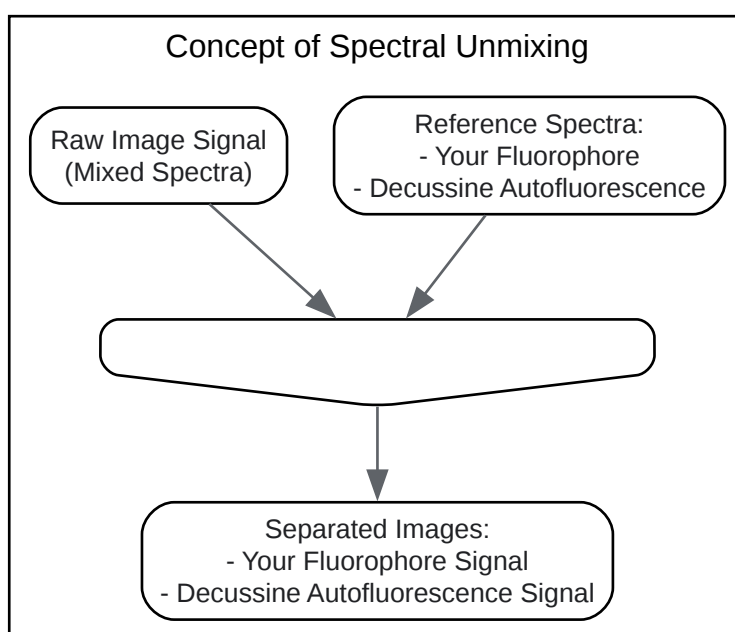 Concept of Spectral Unmixing
Raw Image Signal
(Mixed Spectra)
Reference Spectra:
- Your Fluorophore
- Decussine Autofluorescence
Separated Images:
- Your Fluorophore Signal
- Decussine Autofluorescence Signal